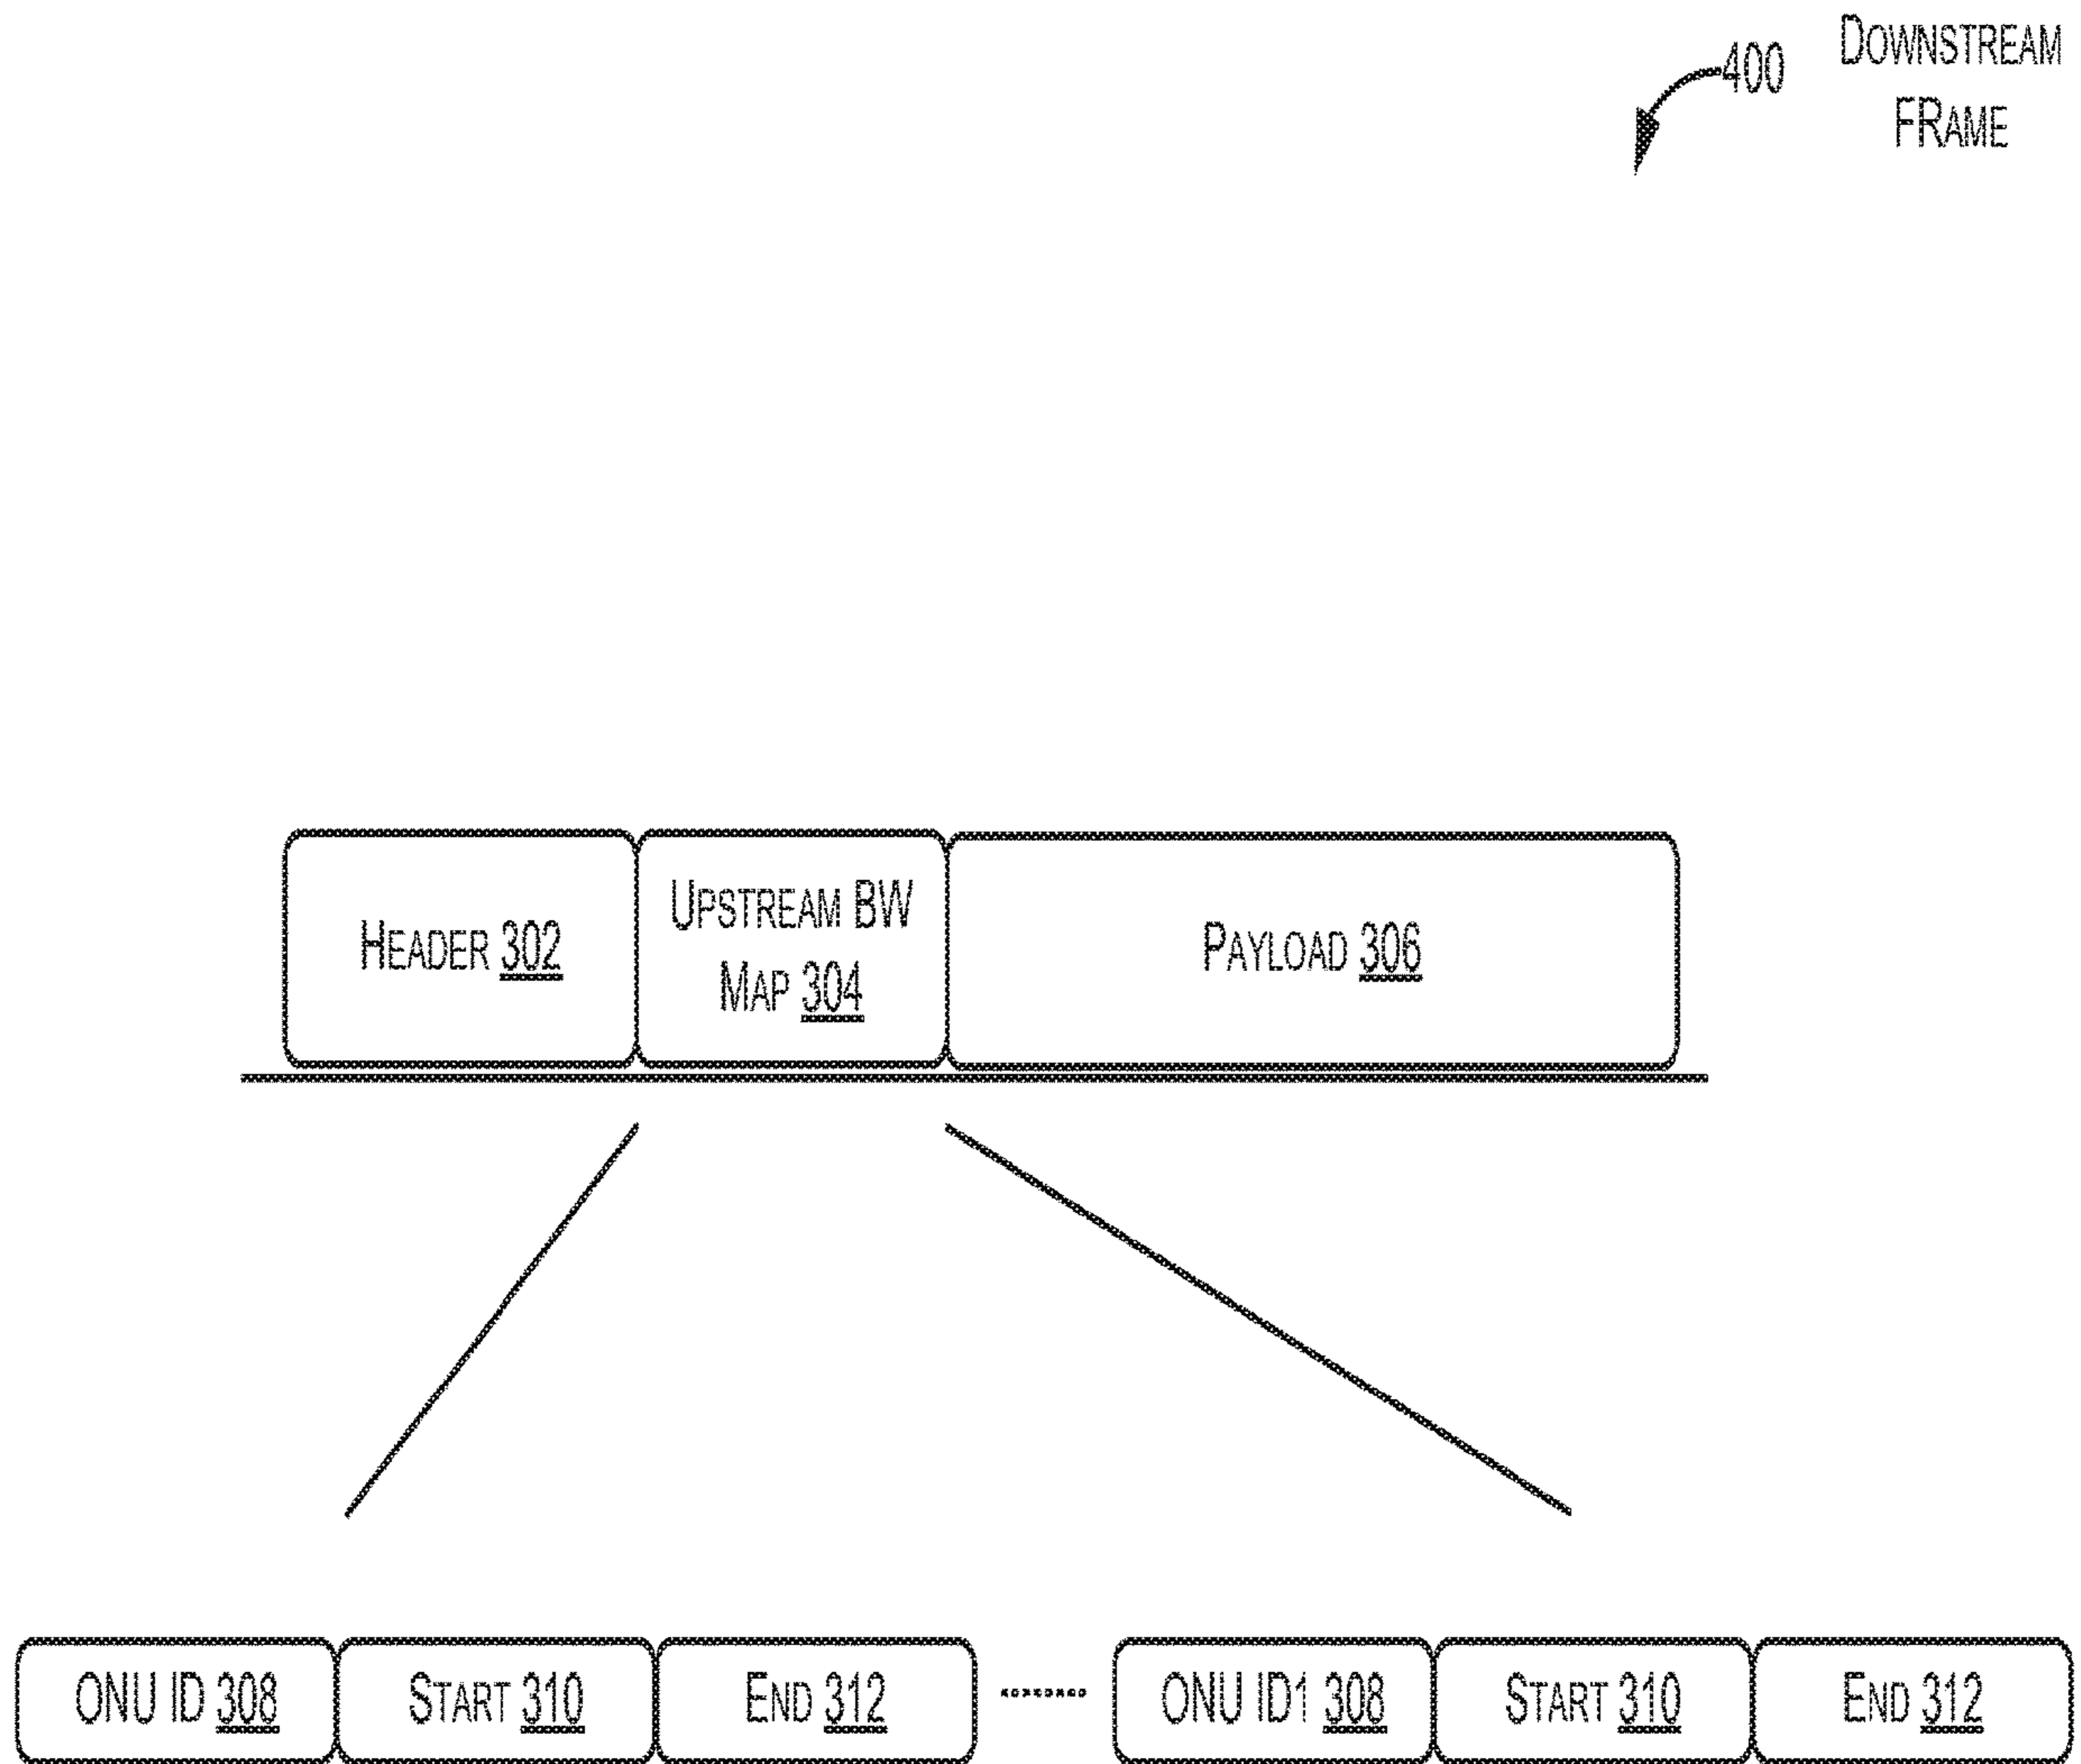 400 DOWNSTREAM
FRAME
HEADER 302
UPSTREAM BW
MAP 304
PAYLOAD 306
ONU ID 308 START 310 END 312 ........ ONU ID1 308 START 310 END 312